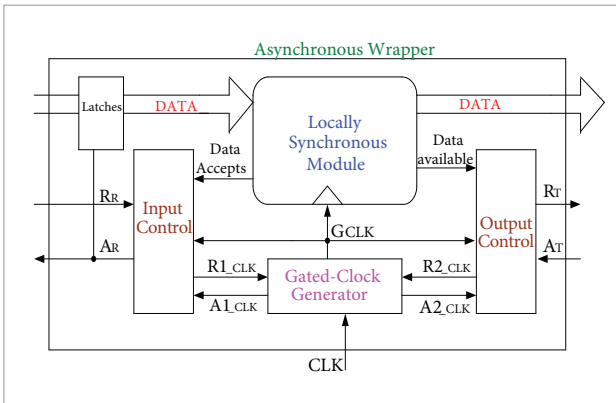 Asynchronous Wrapper
Latches
DATA
DATA
Locally
Synchronous
Module
Data
Accepts
Data
available
RR
Input
Control
AR
GCLK
RT
Output
Control
AT
R1_CLK
R2_CLK
Gated-Clock
Generator
A1_CLK
A2_CLK
CLK